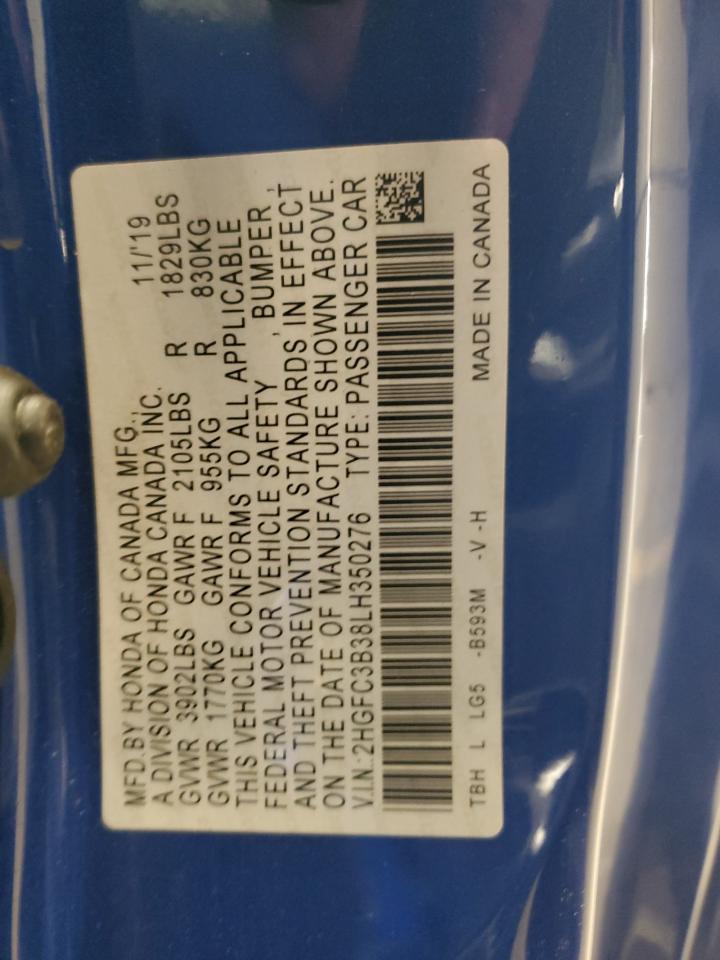 MFD.BY HONDA OF CANADA MFG., 11/'19
A DIVISION OF HONDA CANADA INC.
GVWR 3902LBS GAWR F 2105LBS R 1829LBS
GVWR 1770KG GAWR F 955KG R 830KG
THIS VEHICLE CONFORMS TO ALL APPLICABLE
FEDERAL MOTOR VEHICLE SAFETY , BUMPER ,
AND THEFT PREVENTION STANDARDS IN EFFECT
ON THE DATE OF MANUFACTURE SHOWN ABOVE.
V.I.N.:2HGFC3B38LH350276 TYPE: PASSENGER CAR
TBH L LG5 -B593M -V -H MADE IN CANADA